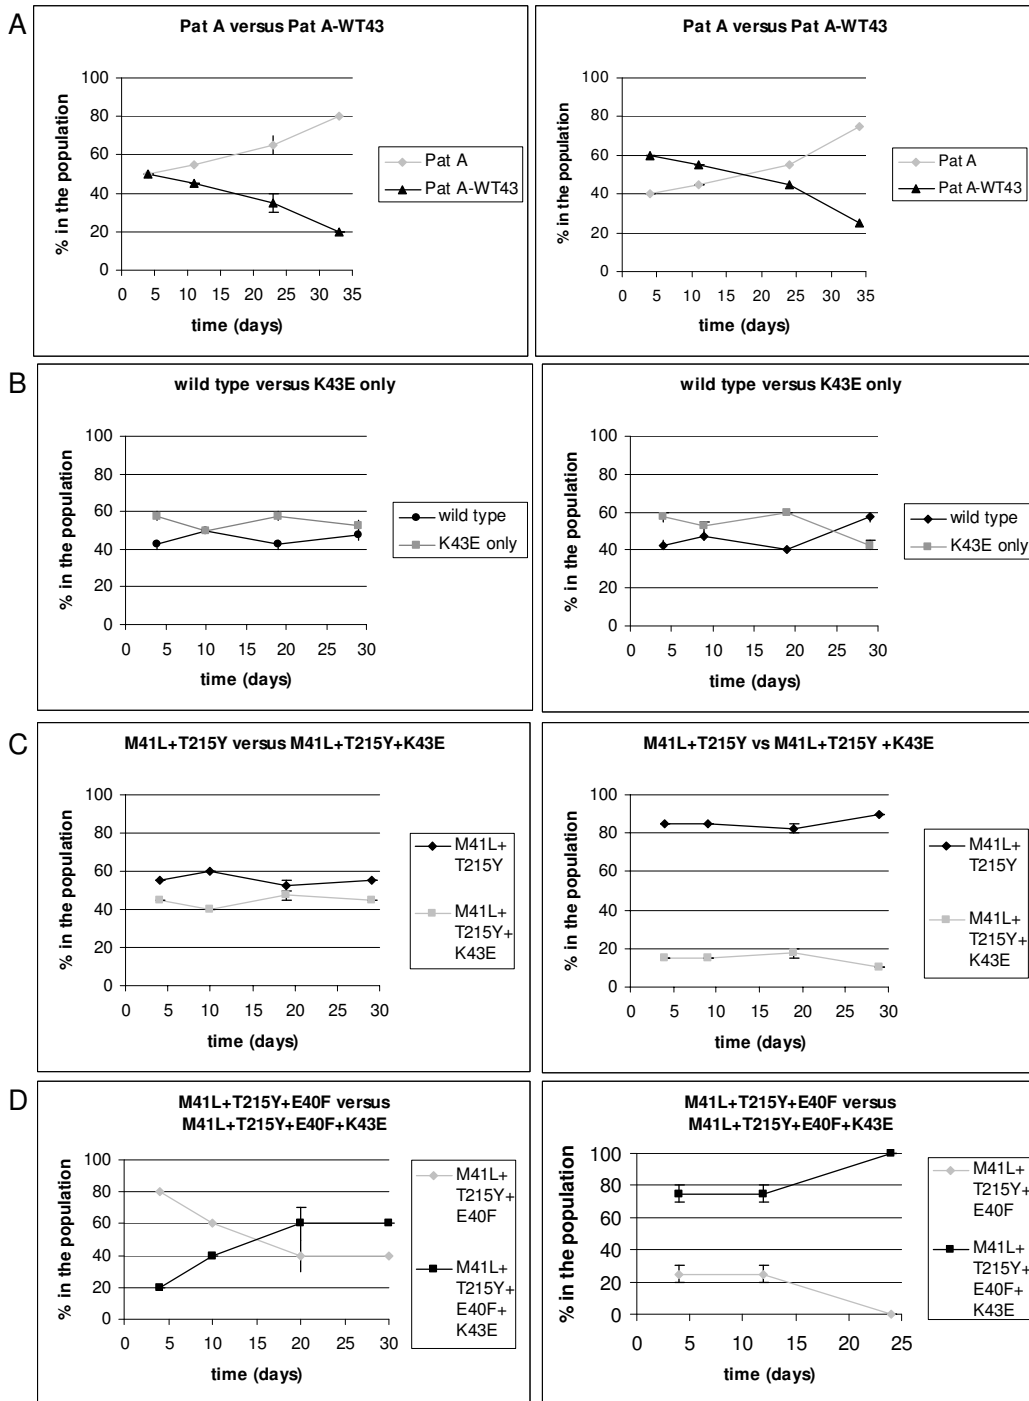 A
Pat A versus Pat A-WT43
% in the population
100
80
60
40
20
0
0 5 10 15 20 25 30 35
time (days)
Pat A
Pat A-WT43
Pat A versus Pat A-WT43
% in the population
100
80
60
40
20
0
0 5 10 15 20 25 30 35
time (days)
Pat A
Pat A-WT43
B
wild type versus K43E only
% in the population
100
80
60
40
20
0
0 5 10 15 20 25 30
time (days)
wild type
K43E only
wild type versus K43E only
% in the population
100
80
60
40
20
0
0 5 10 15 20 25 30
time (days)
wild type
K43E only
C
M41L+T215Y versus M41L+T215Y+K43E
% in the population
100
80
60
40
20
0
0 5 10 15 20 25 30
time (days)
M41L+
T215Y
M41L+
T215Y+
K43E
M41L+T215Y vs M41L+T215Y +K43E
% in the population
100
80
60
40
20
0
0 5 10 15 20 25 30
time (days)
M41L+
T215Y
M41L+
T215Y+
K43E
D
M41L+T215Y+E40F versus
M41L+T215Y+E40F+K43E
% in the population
100
80
60
40
20
0
0 5 10 15 20 25 30
time (days)
M41L+
T215Y+
E40F
M41L+
T215Y+
E40F+
K43E
M41L+T215Y+E40F versus
M41L+T215Y+E40F+K43E
% in the population
100
80
60
40
20
0
0 5 10 15 20 25
time (days)
M41L+
T215Y+
E40F
M41L+
T215Y+
E40F+
K43E